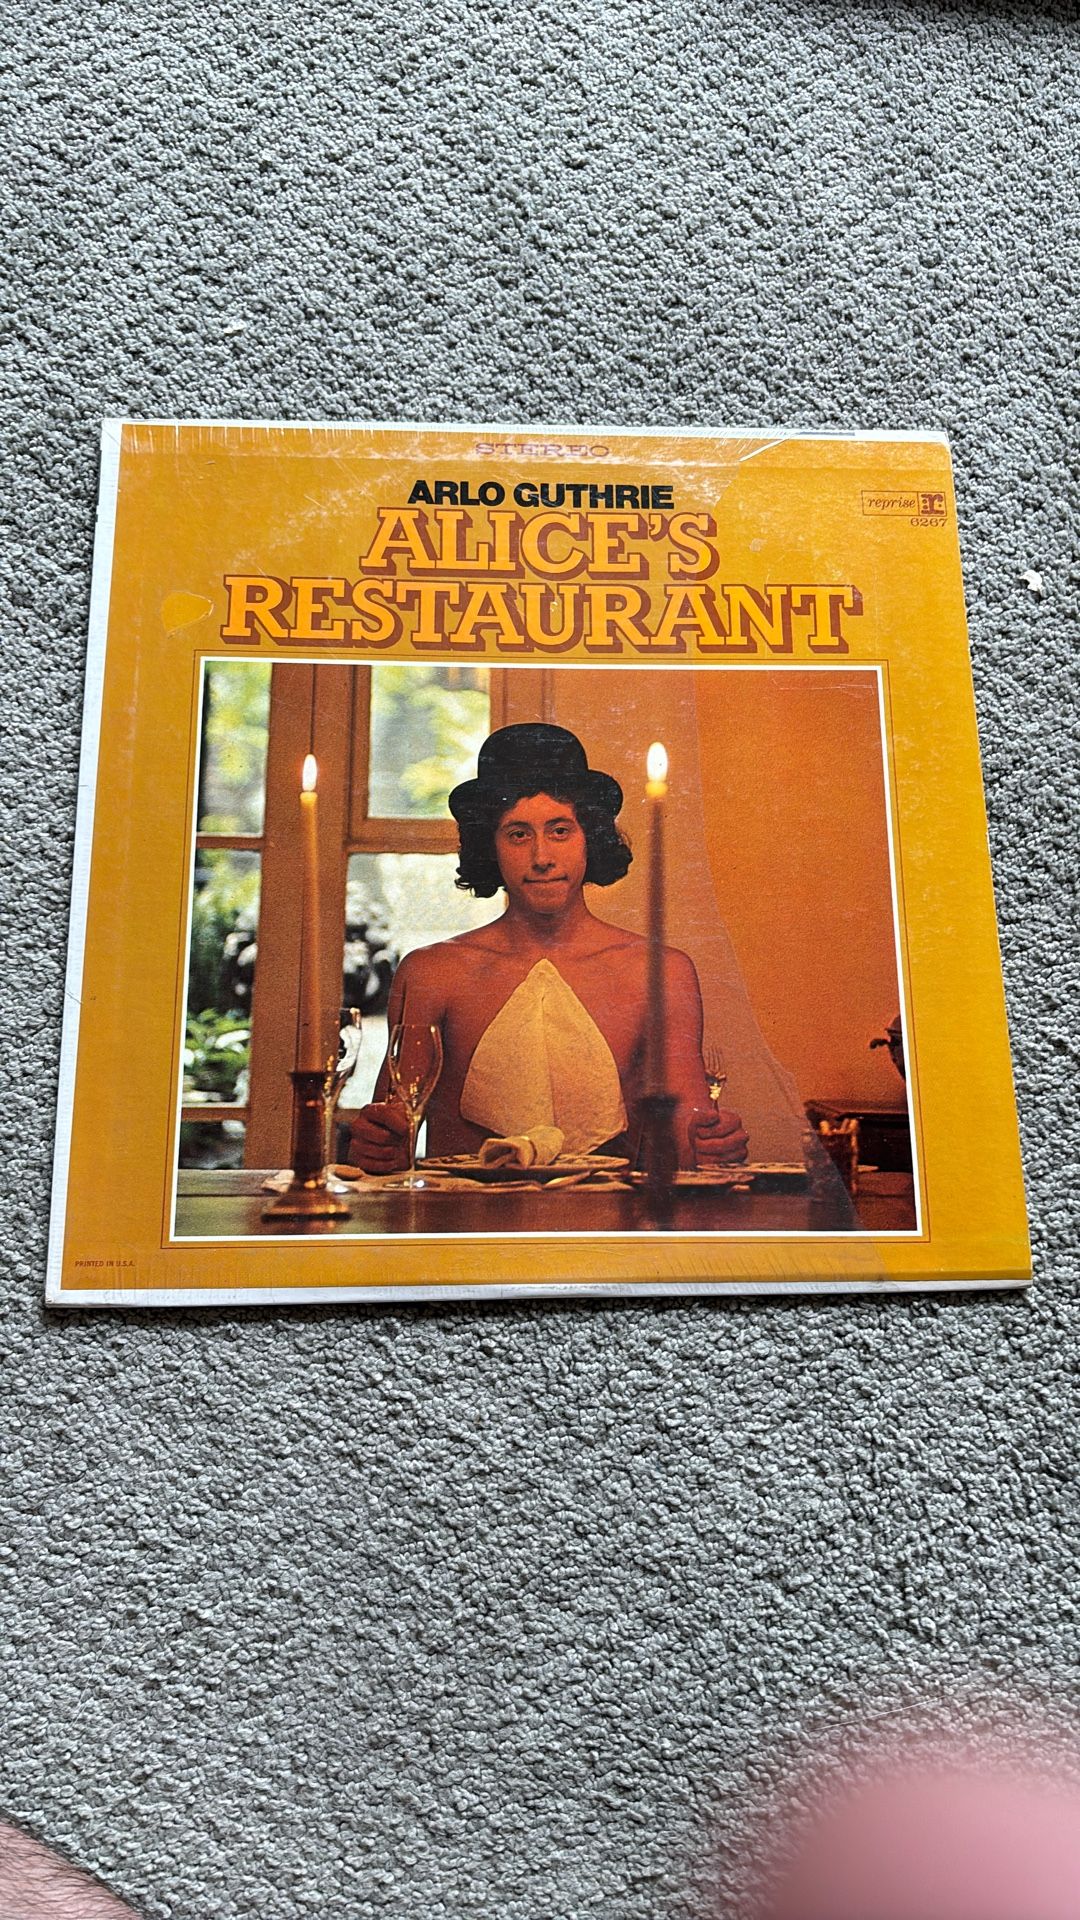 STEREO
ARLO GUTHRIE
ALICE'S
RESTAURANT
reprise r
6267
PRINTED IN U.S.A.